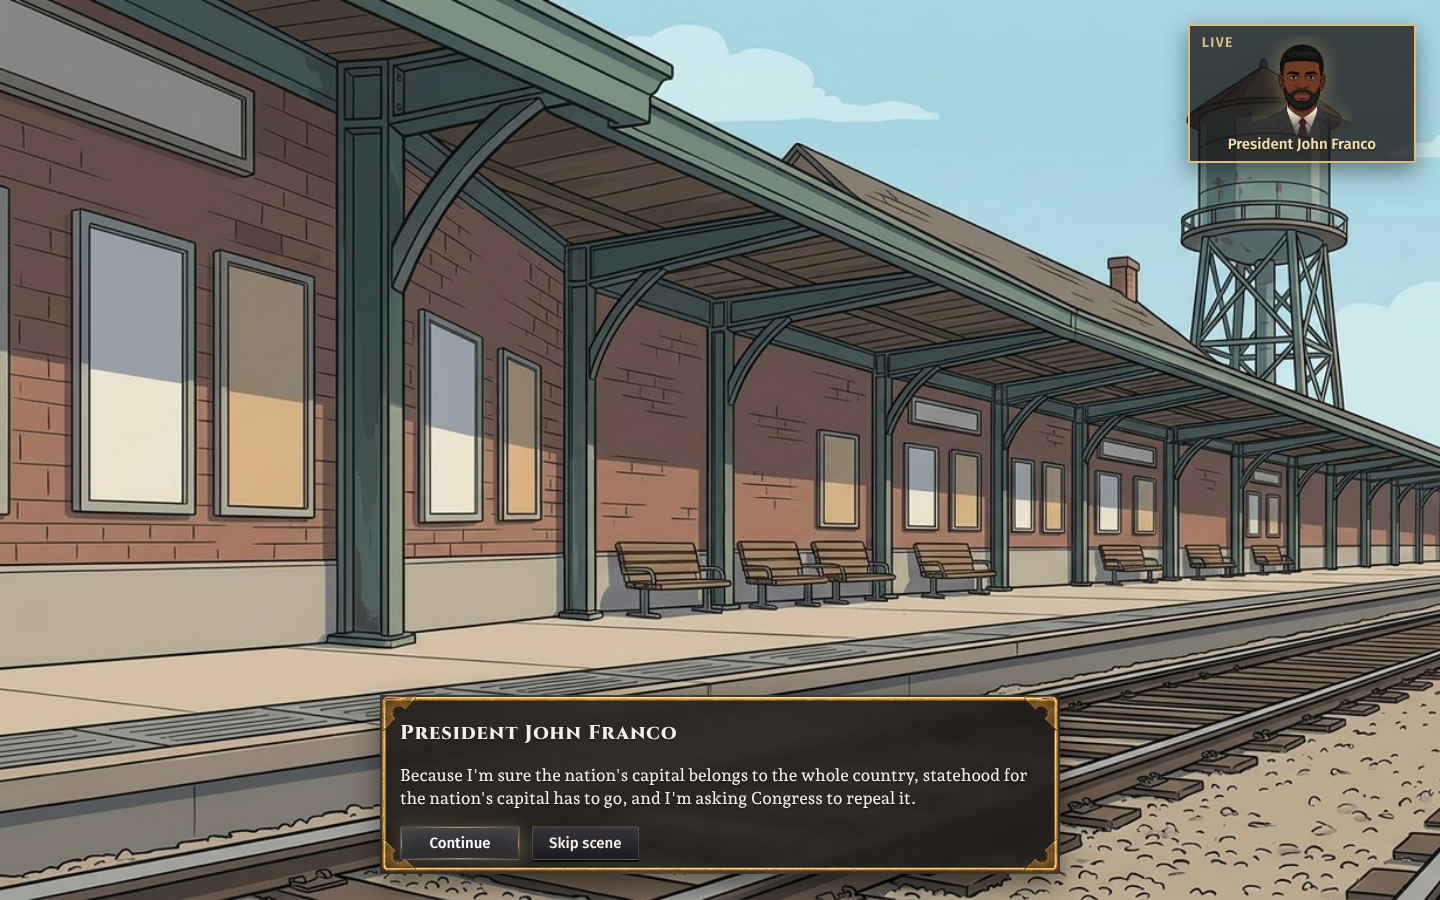 LIVE
President John Franco
President John Franco
Because I'm sure the nation's capital belongs to the whole country, statehood for
the nation's capital has to go, and I'm asking Congress to repeal it.
Continue
Skip scene